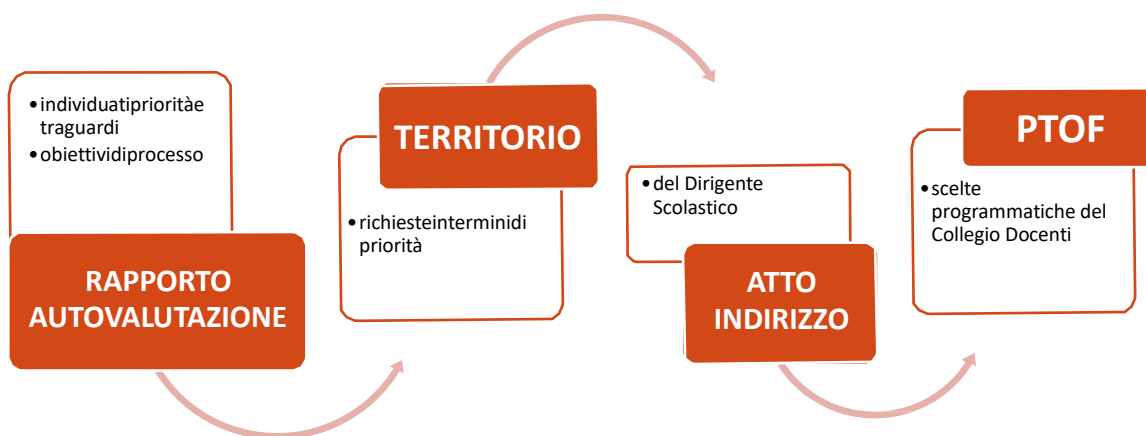 •individuatiprioritàe
traguardi
•obiettividiprocesso
RAPPORTO
AUTOVALUTAZIONE
TERRITORIO
•richiesteinterminidi
priorità
•del Dirigente
Scolastico
ATTO
INDIRIZZO
PTOF
•scelte
programmatiche del
Collegio Docenti